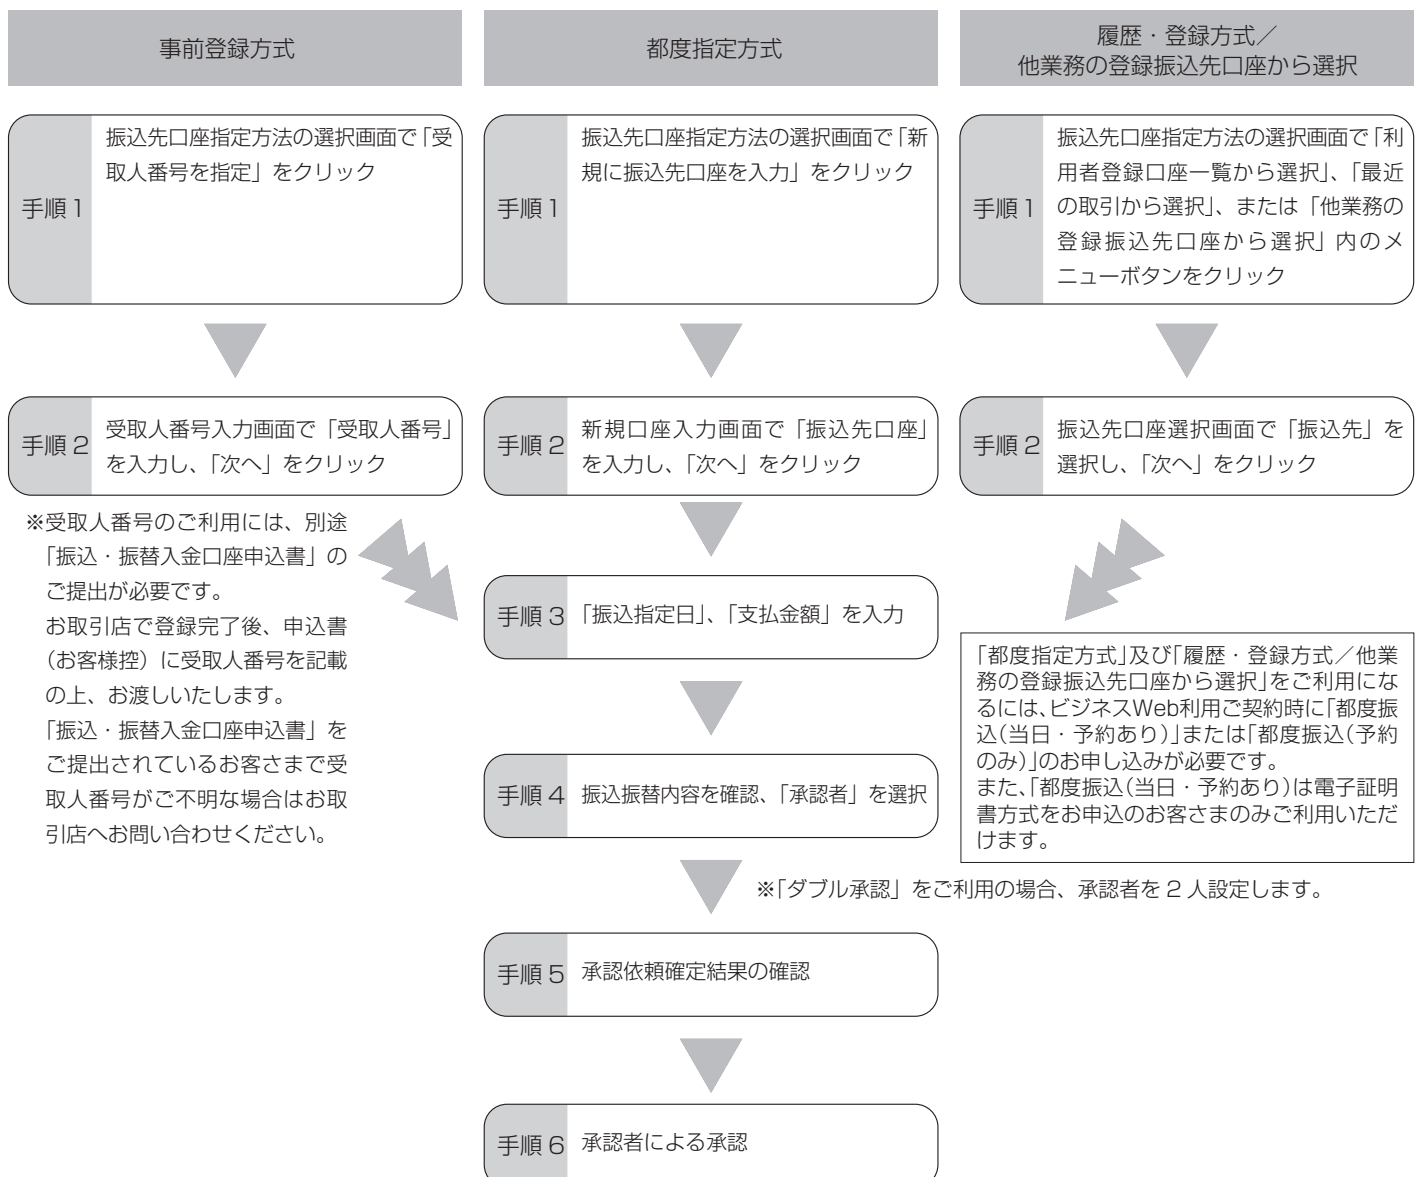 事前登録方式
都度指定方式
履歴・登録方式／
他業務の登録振込先口座から選択
手順1
振込先口座指定方法の選択画面で「受
取人番号を指定」をクリック
手順1
振込先口座指定方法の選択画面で「新
規に振込先口座を入力」をクリック
手順1
振込先口座指定方法の選択画面で「利
用者登録口座一覧から選択」、「最近
の取引から選択」、または「他業務の
登録振込先口座から選択」内のメ
ニューボタンをクリック
手順2
受取人番号入力画面で「受取人番号」
を入力し、「次へ」をクリック
手順2
新規口座入力画面で「振込先口座」
を入力し、「次へ」をクリック
手順2
振込先口座選択画面で「振込先」を
選択し、「次へ」をクリック
※受取人番号のご利用には、別途
「振込・振替入金口座申込書」の
ご提出が必要です。
お取引店で登録完了後、申込書
（お客様控）に受取人番号を記載
の上、お渡しいたします。
「振込・振替入金口座申込書」を
ご提出されているお客さまで受
取人番号がご不明な場合はお取
引店へお問い合わせください。
手順3
「振込指定日」、「支払金額」を入力
「都度指定方式」及び「履歴・登録方式／他業
務の登録振込先口座から選択」をご利用にな
るには、ビジネスWeb利用ご契約時に「都度振
込(当日・予約あり)」または「都度振込(予約
のみ)」のお申し込みが必要です。
また、「都度振込(当日・予約あり)は電子証明
書方式をお申込のお客さまのみご利用いただ
けます。
手順4
振込振替内容を確認、「承認者」を選択
※「ダブル承認」をご利用の場合、承認者を2人設定します。
手順5
承認依頼確定結果の確認
手順6
承認者による承認